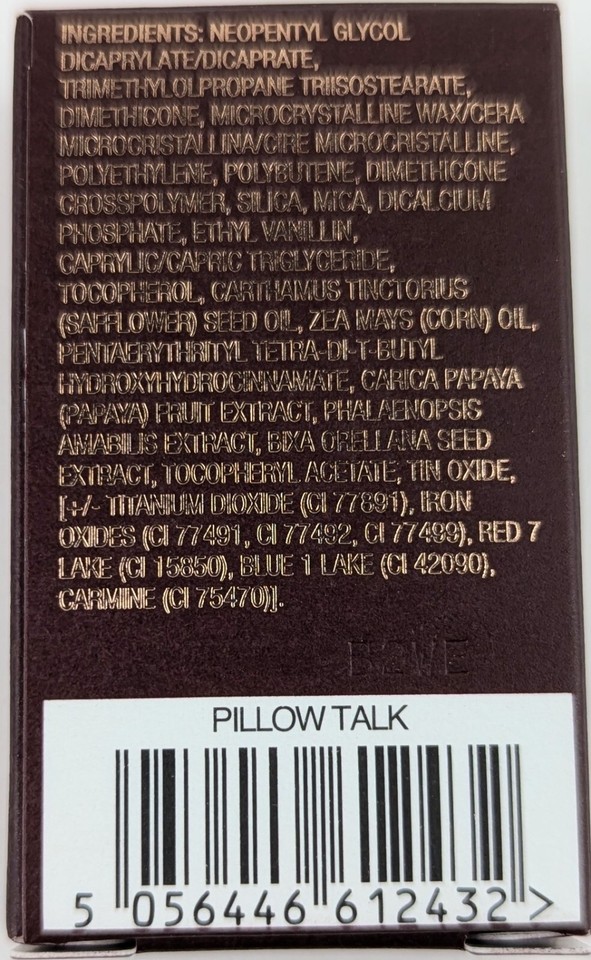 INGREDIENTS: NEOPENTYL GLYCOL
DICAPRYLATE/DICAPRATE,
TRIMETHYLOLPROPANE TRIISOSTEARATE,
DIMETHICONE, MICROCRYSTALLINE WAX/CERA
MICROCRISTALLINA/CIRE MICROCRISTALLINE,
POLYETHYLENE, POLYBUTENE, DIMETHICONE
CROSSPOLYMER, SILICA, MICA, DICALCIUM
PHOSPHATE, ETHYL VANILLIN,
CAPRYLIC/CAPRIC TRIGLYCERIDE,
TOCOPHEROL, CARTHAMUS TINCTORIUS
(SAFFLOWER) SEED OIL, ZEA MAYS (CORN) OIL,
PENTAERYTHRITYL TETRA-DI-T-BUTYL
HYDROXYHYDROCINNAMATE, CARICA PAPAYA
(PAPAYA) FRUIT EXTRACT, PHALAENOPSIS
AMABILIS EXTRACT, BIXA ORELLANA SEED
EXTRACT, TOCOPHERYL ACETATE, TIN OXIDE,
[+/- TITANIUM DIOXIDE (CI 77891), IRON
OXIDES (CI 77491, CI 77492, CI 77499), RED 7
LAKE (CI 15850), BLUE 1 LAKE (CI 42090),
CARMINE (CI 75470)].
PILLOW TALK
5 056446 612432 >